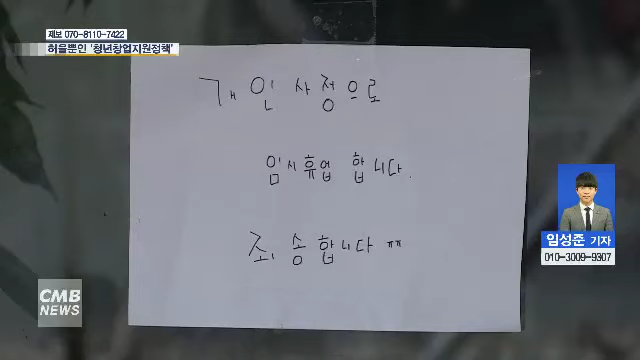 제보 070-8110-7422
허울뿐인 '청년창업지원정책'
개인 사정으로
임시휴업 합니다.
죄송합니다 ㅠㅠ
임성준 기자
010-3009-9307
CMB
NEWS